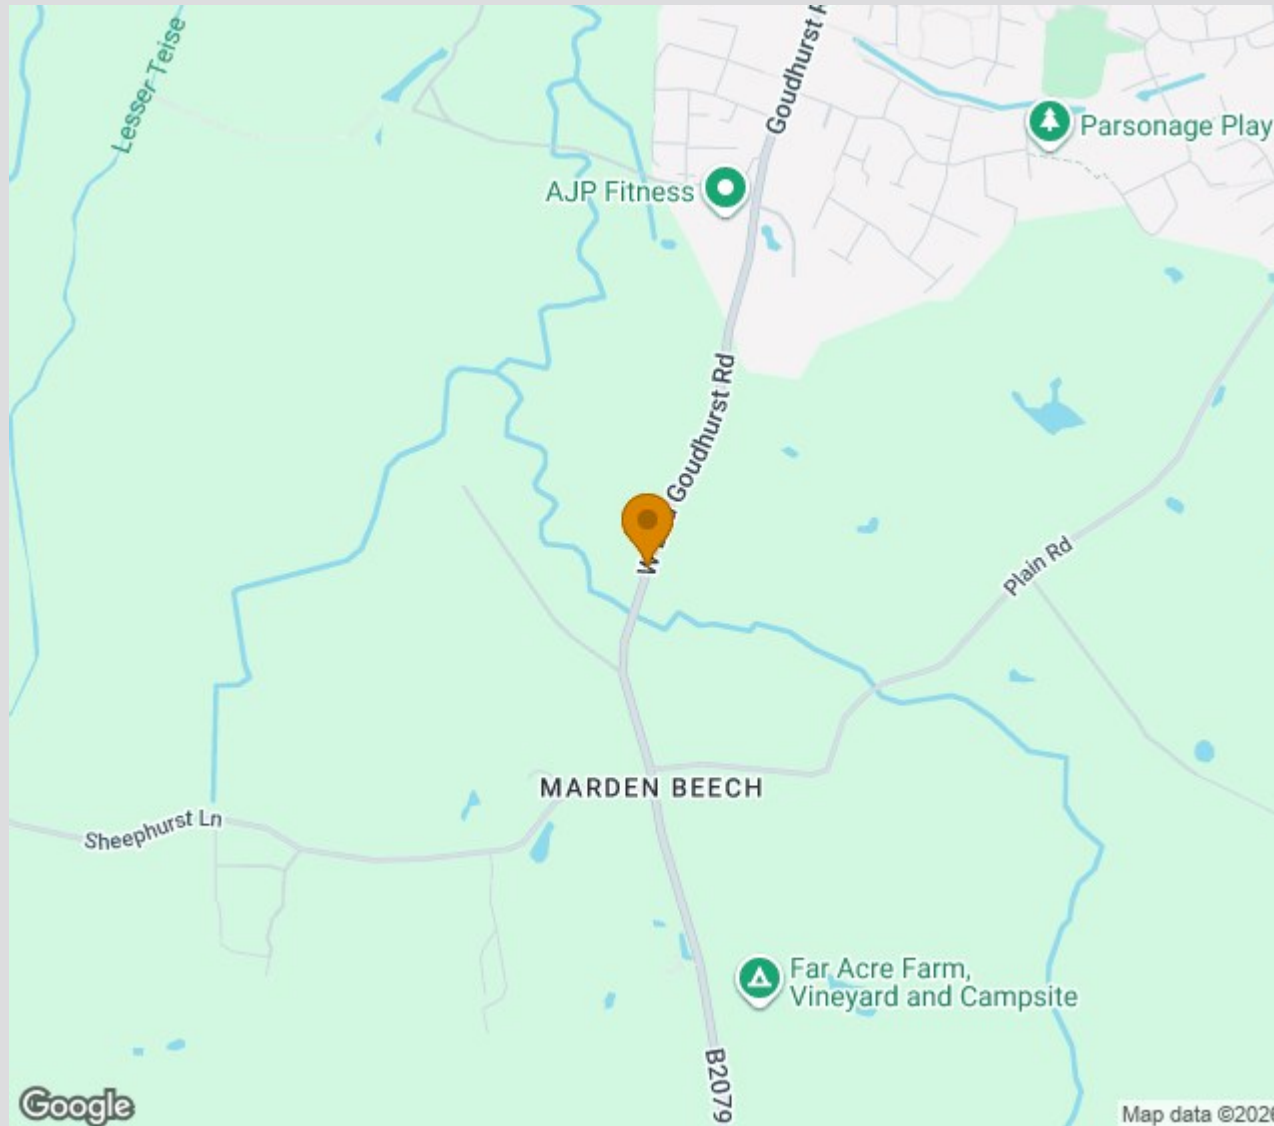 Lesser Teise
Goudhurst
Parsonage Play
AJP Fitness
Goudhurst Rd
Plain Rd
MARDEN BEECH
Sheephurst Ln
Far Acre Farm,
Vineyard and Campsite
B2079
Google
Map data ©2026